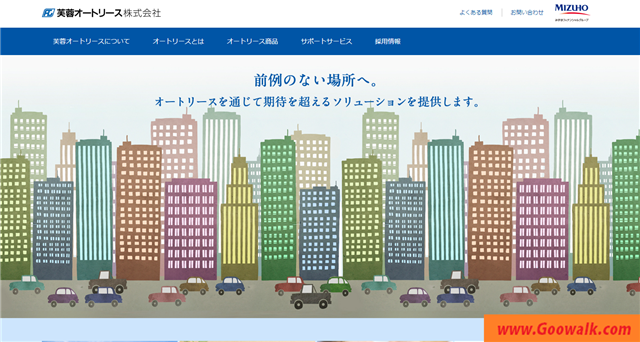 芙蓉オートリース株式会社
よくある質問
お問い合わせ
MIZUHO
芙蓉オートリースについて
オートリースとは
オートリース商品
サポートサービス
採用情報
前例のない場所へ。
オートリースを通じて期待を超えるソリューションを提供します。
www.Goowalk.com